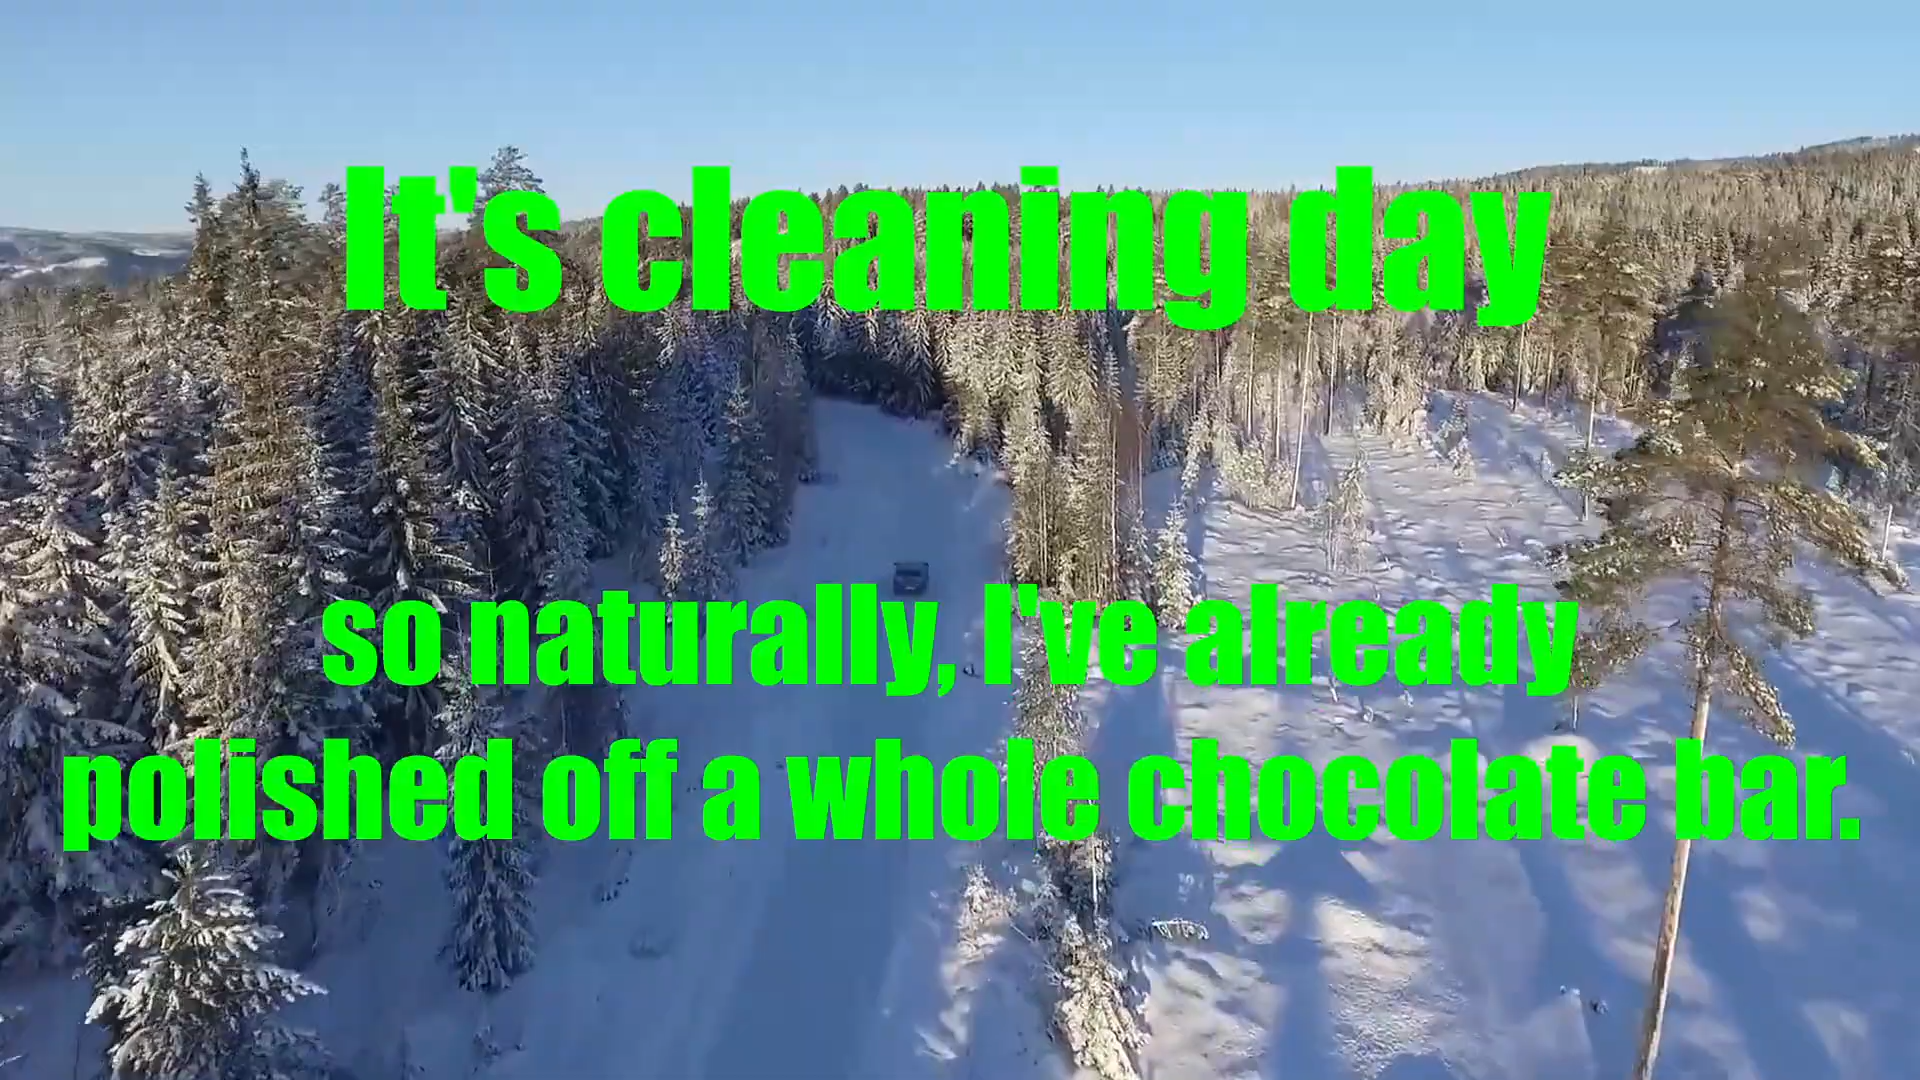 It's cleaning day
so naturally, I've already
polished off a whole chocolate bar.